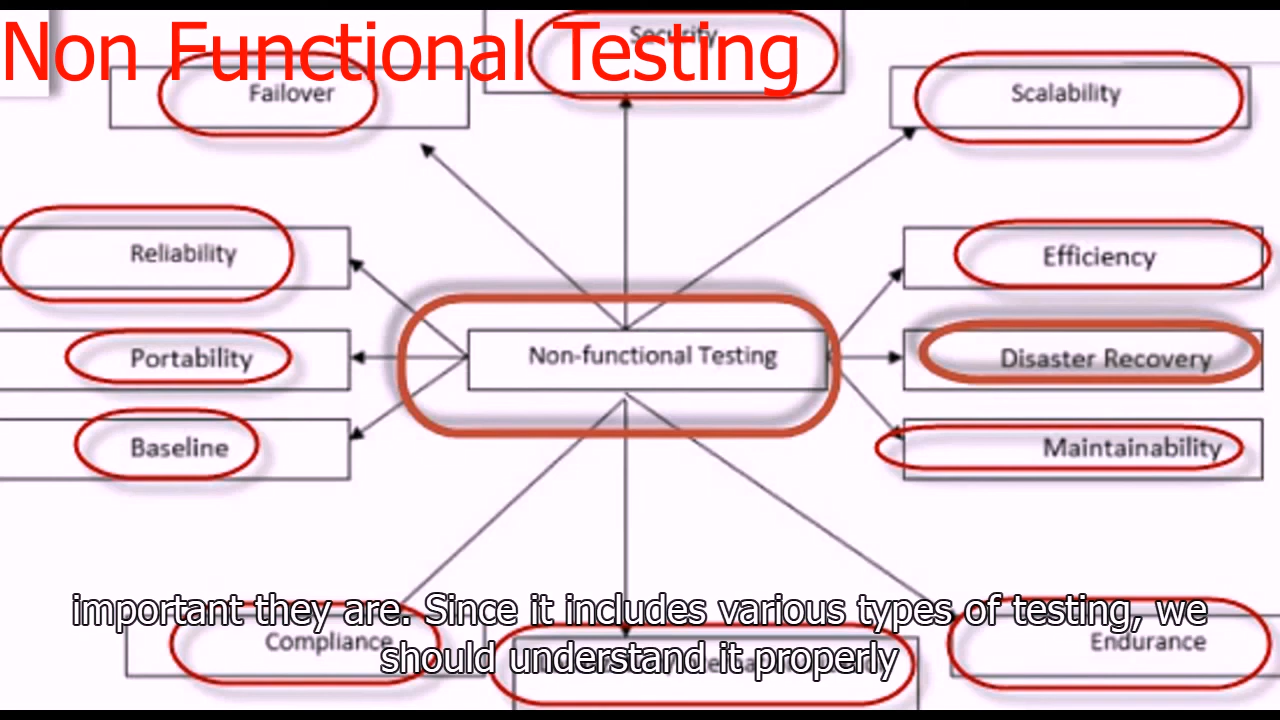 Non Functional Testing
Security
Failover
Scalability
Reliability
Efficiency
Non-functional Testing
Portability
Disaster Recovery
Baseline
Maintainability
important they are. Since it includes various types of testing, we
should understand it properly
Compliance
Endurance